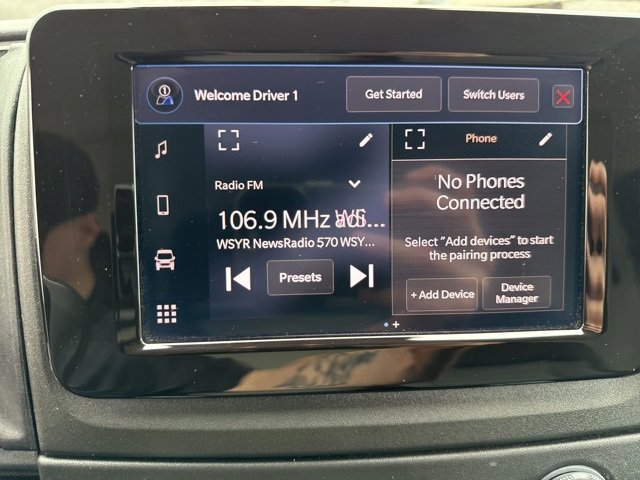 Welcome Driver 1
Get Started
Switch Users
Phone
Radio FM
No Phones
Connected
106.9 MHz
WSYR NewsRadio 570 WSY...
Select "Add devices" to start
the pairing process
Presets
+ Add Device
Device
Manager